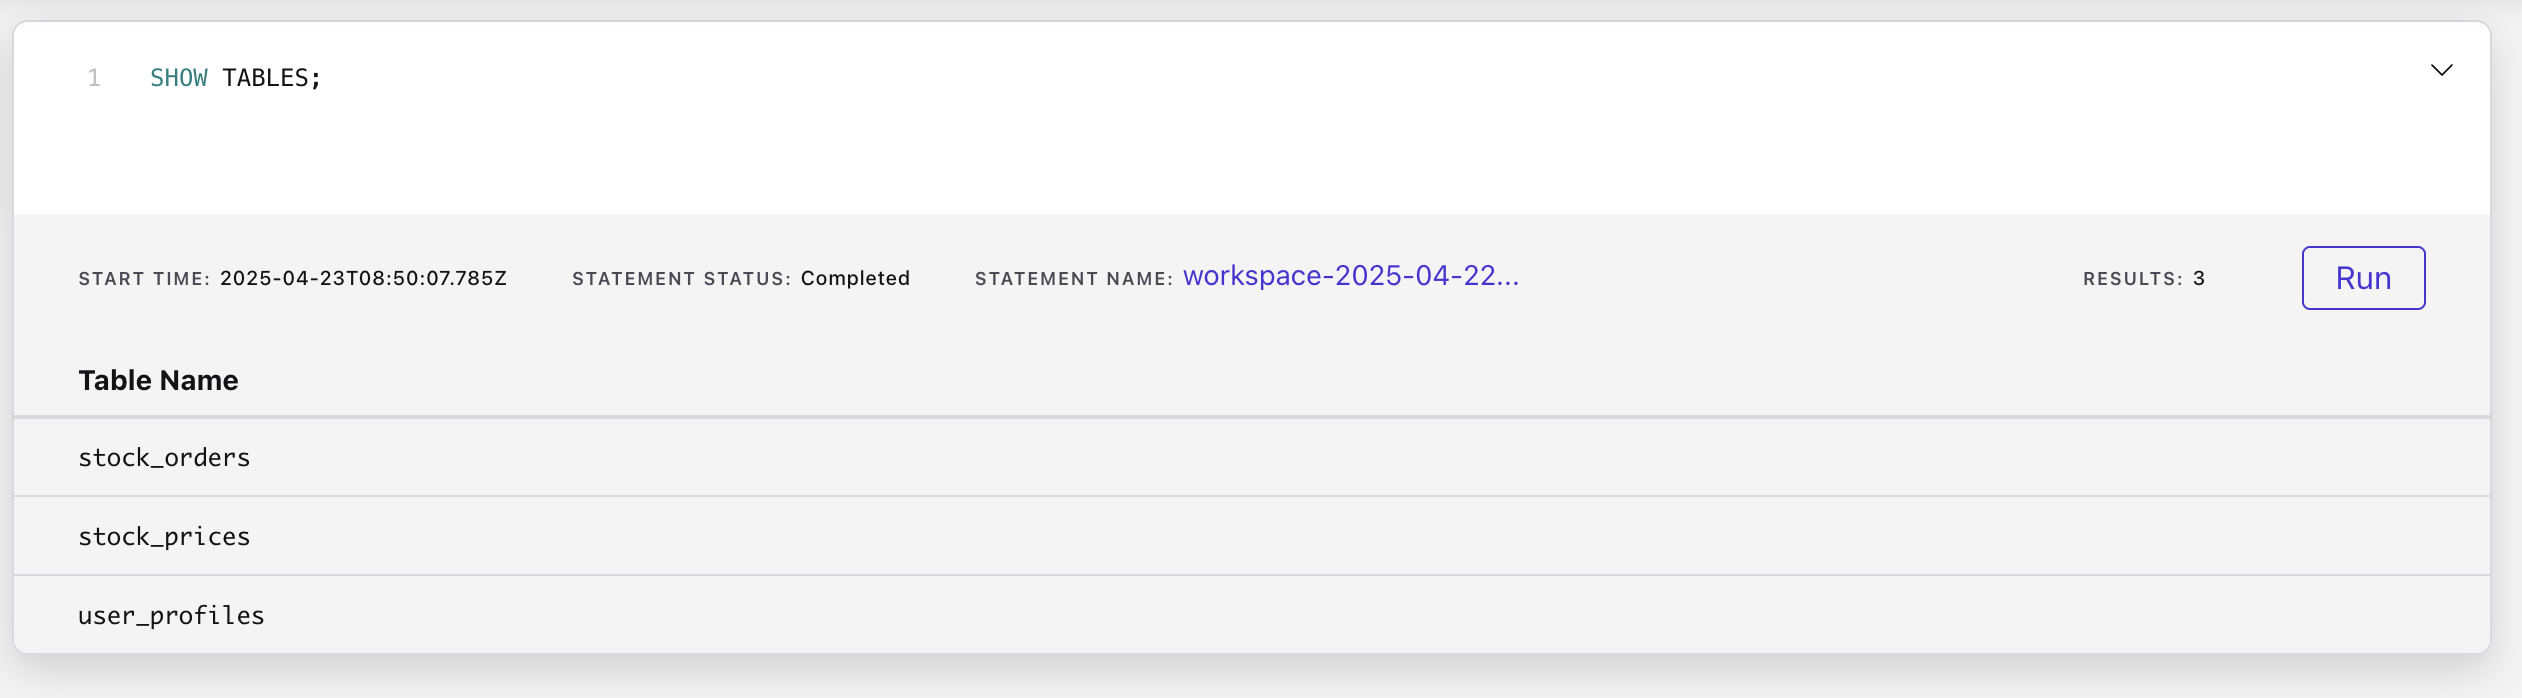 1 SHOW TABLES;
START TIME: 2025-04-23T08:50:07.785Z STATEMENT STATUS: Completed STATEMENT NAME: workspace-2025-04-22... RESULTS: 3 Run
Table Name
stock_orders
stock_prices
user_profiles